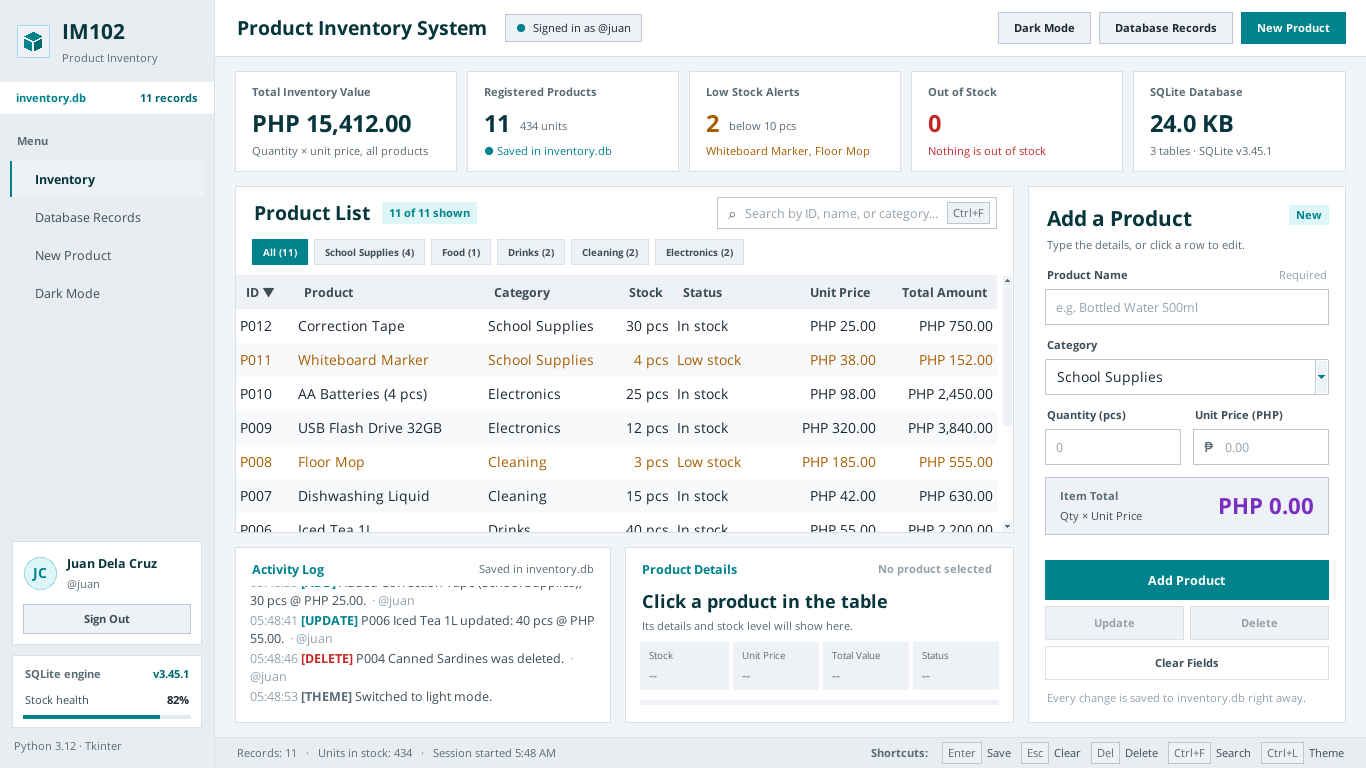 IM102
Product Inventory
inventory.db 11 records
Menu
Inventory
Database Records
New Product
Dark Mode
JC
Juan Dela Cruz
@juan
Sign Out
SQLite engine v3.45.1
Stock health 82%
Python 3.12 · Tkinter
Product Inventory System
Signed in as @juan
Dark Mode
Database Records
New Product
Total Inventory Value
PHP 15,412.00
Quantity × unit price, all products
Registered Products
11 434 units
Saved in inventory.db
Low Stock Alerts
2 below 10 pcs
Whiteboard Marker, Floor Mop
Out of Stock
0
Nothing is out of stock
SQLite Database
24.0 KB
3 tables · SQLite v3.45.1
Product List 11 of 11 shown
Search by ID, name, or category... Ctrl+F
All (11) School Supplies (4) Food (1) Drinks (2) Cleaning (2) Electronics (2)
ID ▼ Product Category Stock Status Unit Price Total Amount
P012 Correction Tape School Supplies 30 pcs In stock PHP 25.00 PHP 750.00
P011 Whiteboard Marker School Supplies 4 pcs Low stock PHP 38.00 PHP 152.00
P010 AA Batteries (4 pcs) Electronics 25 pcs In stock PHP 98.00 PHP 2,450.00
P009 USB Flash Drive 32GB Electronics 12 pcs In stock PHP 320.00 PHP 3,840.00
P008 Floor Mop Cleaning 3 pcs Low stock PHP 185.00 PHP 555.00
P007 Dishwashing Liquid Cleaning 15 pcs In stock PHP 42.00 PHP 630.00
P006 Iced Tea 1L Drinks 40 pcs In stock PHP 55.00 PHP 2,200.00
Activity Log Saved in inventory.db
30 pcs @ PHP 25.00. · @juan
05:48:41 [UPDATE] P006 Iced Tea 1L updated: 40 pcs @ PHP
55.00. · @juan
05:48:46 [DELETE] P004 Canned Sardines was deleted. ·
@juan
05:48:53 [THEME] Switched to light mode.
Product Details No product selected
Click a product in the table
Its details and stock level will show here.
Stock Unit Price Total Value Status
-- -- -- --
Add a Product New
Type the details, or click a row to edit.
Product Name Required
e.g. Bottled Water 500ml
Category
School Supplies
Quantity (pcs) Unit Price (PHP)
0 ₱ 0.00
Item Total
Qty × Unit Price
PHP 0.00
Add Product
Update Delete
Clear Fields
Every change is saved to inventory.db right away.
Records: 11 · Units in stock: 434 · Session started 5:48 AM
Shortcuts: Enter Save Esc Clear Del Delete Ctrl+F Search Ctrl+L Theme